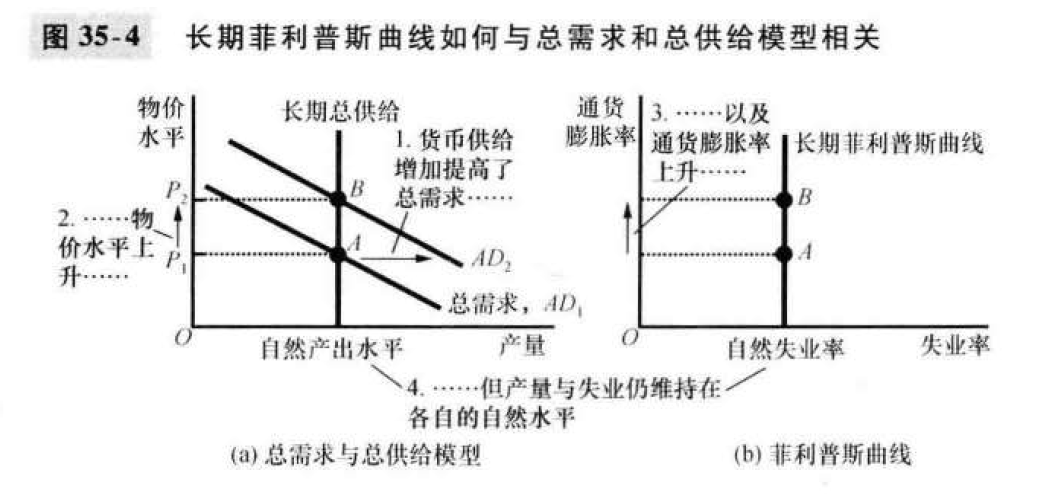 图 35-4 长期菲利普斯曲线如何与总需求和总供给模型相关
物价
水平
长期总供给
1. 货币供给
增加提高了
总需求……
P2
B
2. ……物
价水平上
升……
P1
A
AD2
总需求，AD1
O
自然产出水平
产量
通货
膨胀率
3. ……以及
通货膨胀率
上升……
长期菲利普斯曲线
B
A
O
自然失业率
失业率
4. ……但产量与失业仍维持在
各自的自然水平
(a) 总需求与总供给模型
(b) 菲利普斯曲线